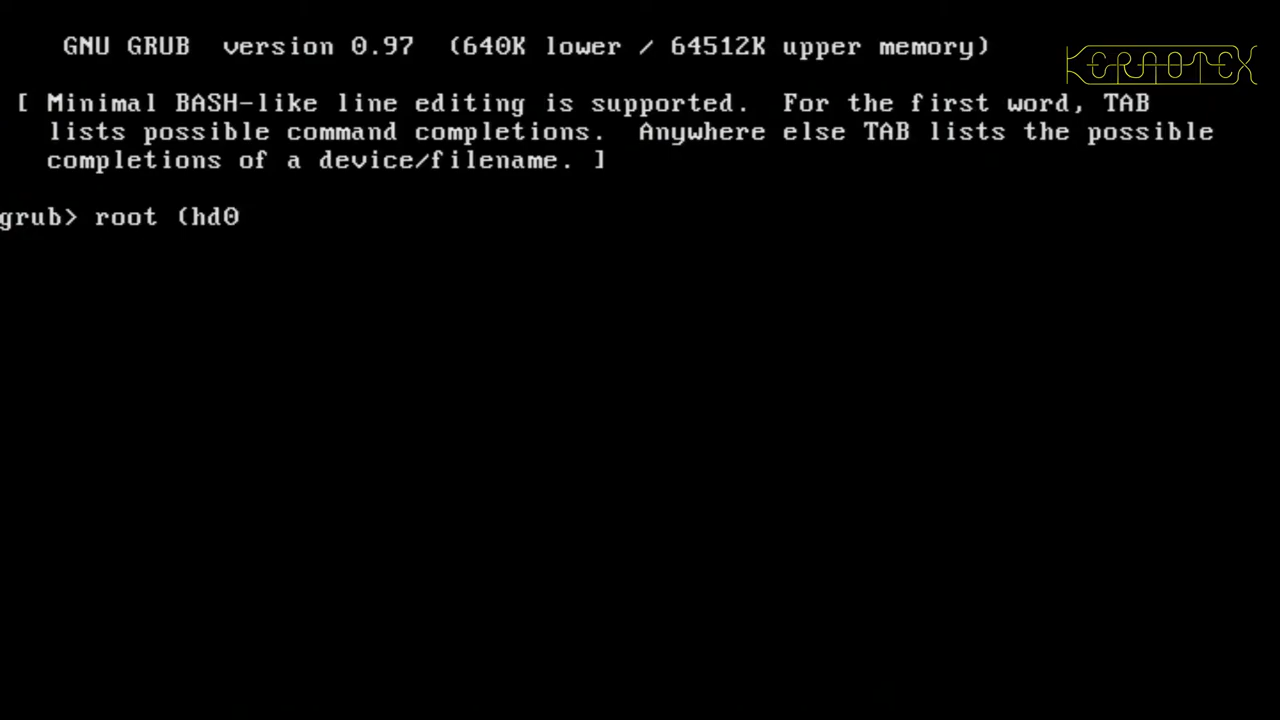 GNU GRUB  version 0.97  (640K lower / 64512K upper memory)
KERNOTEX
[ Minimal BASH-like line editing is supported.  For the first word, TAB
lists possible command completions.  Anywhere else TAB lists the possible
completions of a device/filename. ]
grub> root (hd0